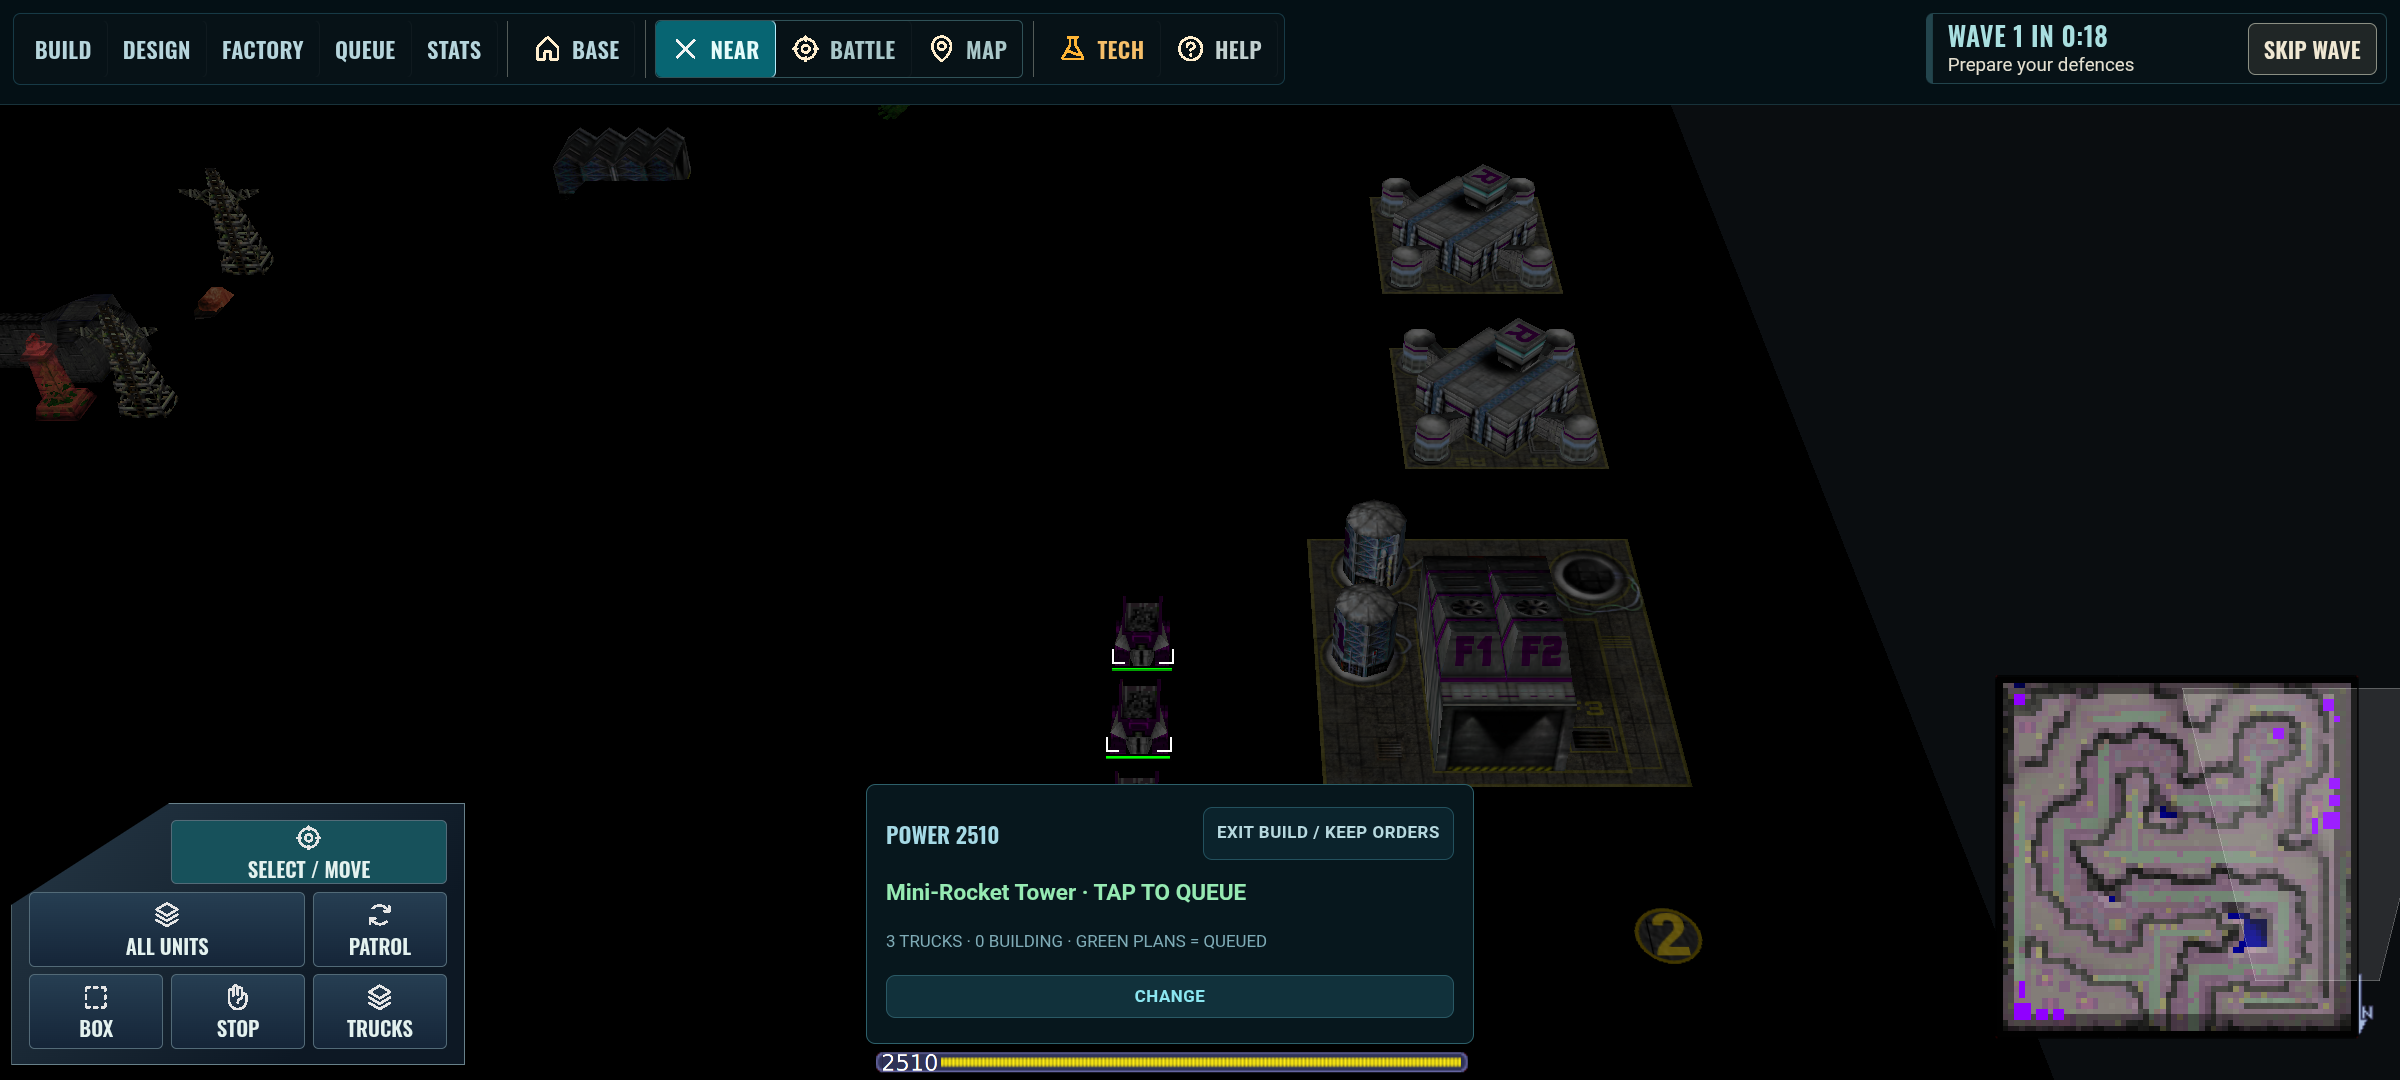 BUILD DESIGN FACTORY QUEUE STATS BASE NEAR BATTLE MAP TECH HELP
WAVE 1 IN 0:18
Prepare your defences
SKIP WAVE
R
R
F1 F2
3
2
SELECT / MOVE
ALL UNITS PATROL
BOX STOP TRUCKS
POWER 2510 EXIT BUILD / KEEP ORDERS
Mini-Rocket Tower · TAP TO QUEUE
3 TRUCKS · 0 BUILDING · GREEN PLANS = QUEUED
CHANGE
2510
N